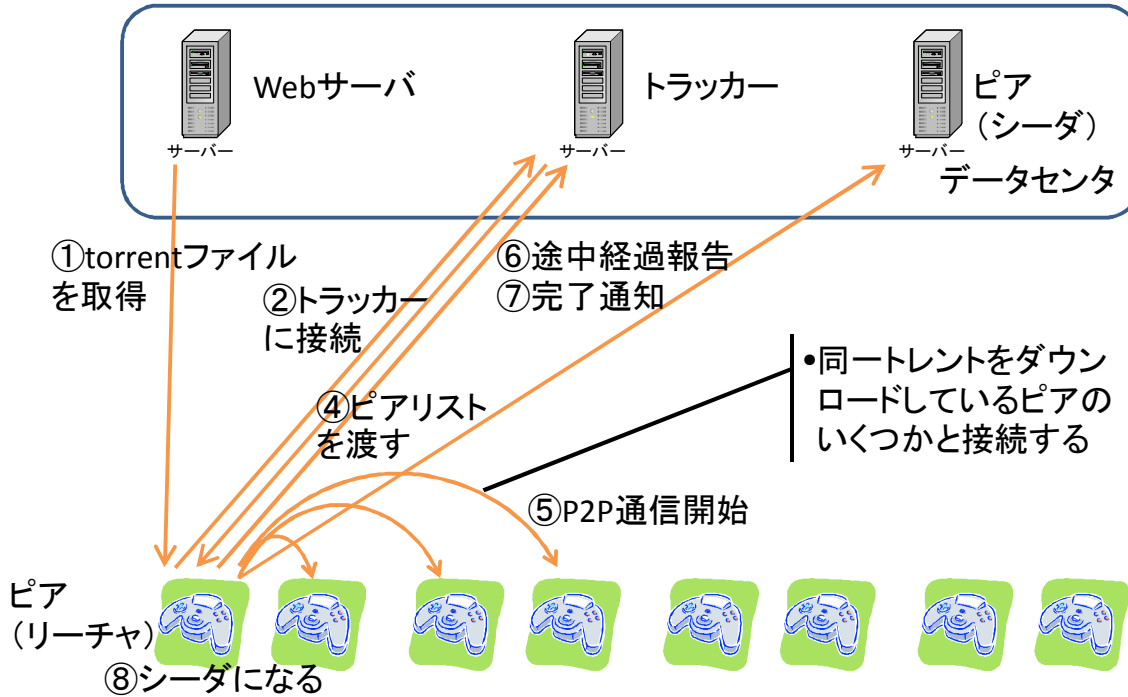 Webサーバ
サーバー
トラッカー
サーバー
ピア
（シーダ）
サーバー
データセンタ
①torrentファイル
を取得
②トラッカー
に接続
⑥途中経過報告
⑦完了通知
④ピアリスト
を渡す
•同一トレントをダウン
ロードしているピアの
いくつかと接続する
⑤P2P通信開始
ピア
（リーチャ）
⑧シーダになる